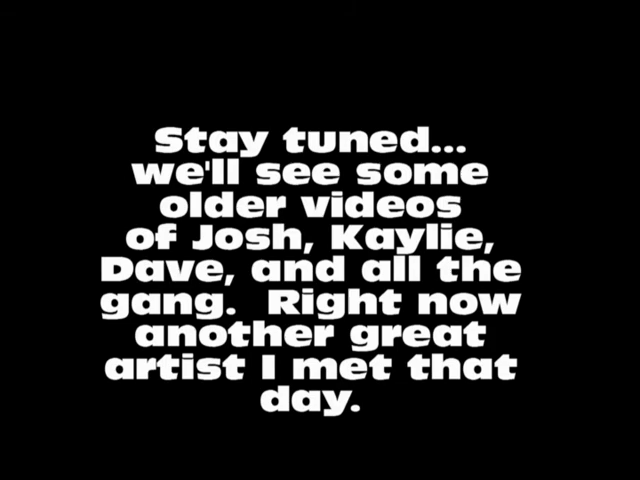 Stay tuned...
we'll see some
older videos
of Josh, Kaylie,
Dave, and all the
gang.  Right now
another great
artist I met that
day.